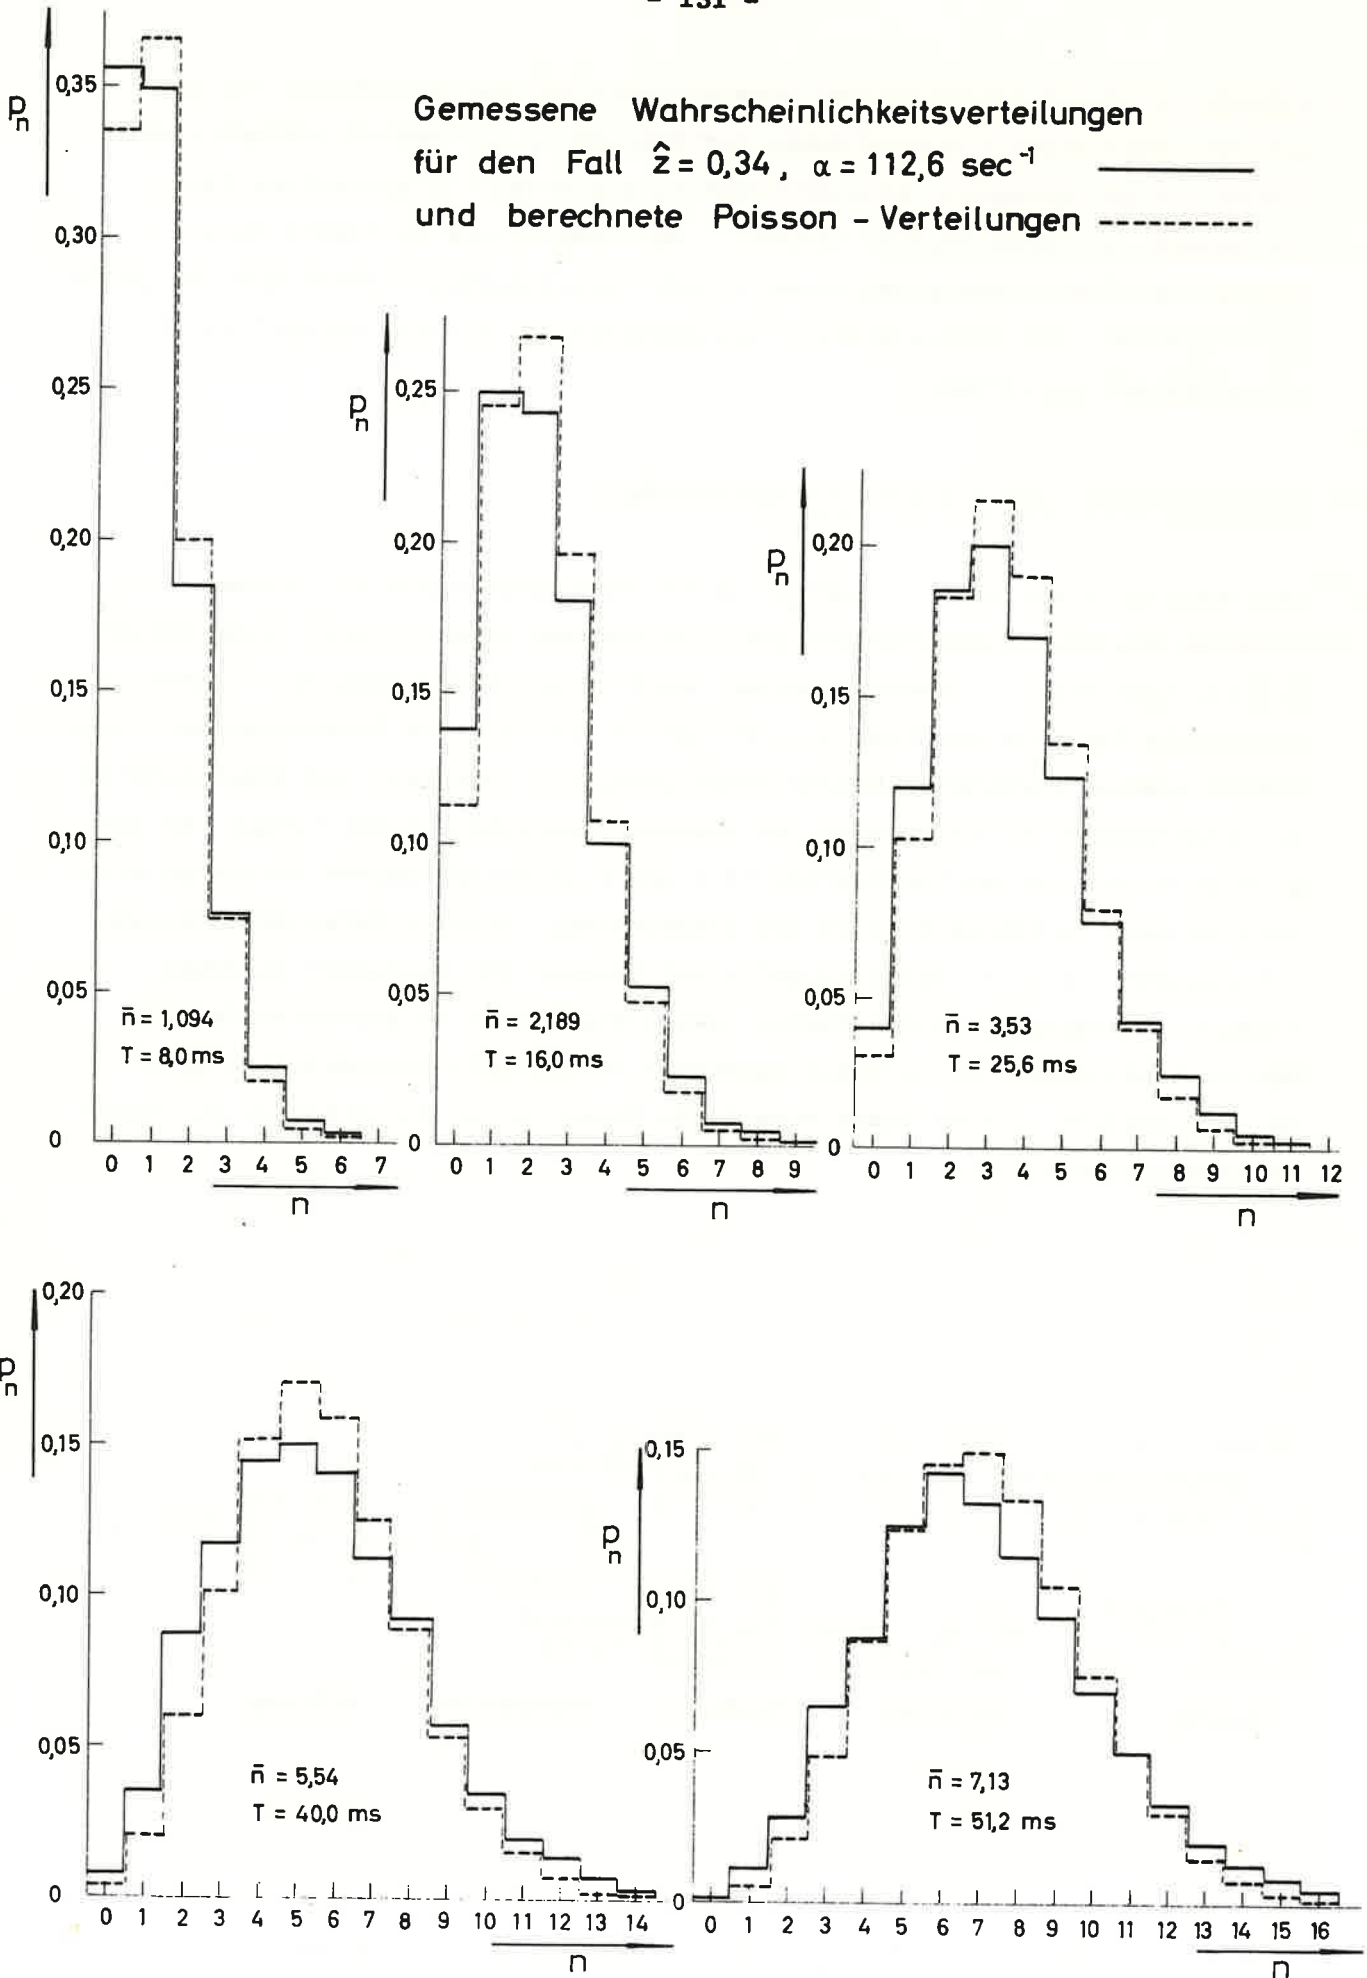 - 131 -
Gemessene Wahrscheinlichkeitsverteilungen
für den Fall ẑ = 0,34 , α = 112,6 sec⁻¹
und berechnete Poisson - Verteilungen
pn
0,35
0,30
0,25
0,20
0,15
0,10
0,05
0
n̄ = 1,094
T = 8,0 ms
0 1 2 3 4 5 6 7
n
pn
0,25
0,20
0,15
0,10
0,05
0
n̄ = 2,189
T = 16,0 ms
0 1 2 3 4 5 6 7 8 9
n
pn
0,20
0,15
0,10
0,05
0
n̄ = 3,53
T = 25,6 ms
0 1 2 3 4 5 6 7 8 9 10 11 12
n
pn
0,20
0,15
0,10
0,05
0
n̄ = 5,54
T = 40,0 ms
0 1 2 3 4 5 6 7 8 9 10 11 12 13 14
n
pn
0,15
0,10
0,05
0
n̄ = 7,13
T = 51,2 ms
0 1 2 3 4 5 6 7 8 9 10 11 12 13 14 15 16
n